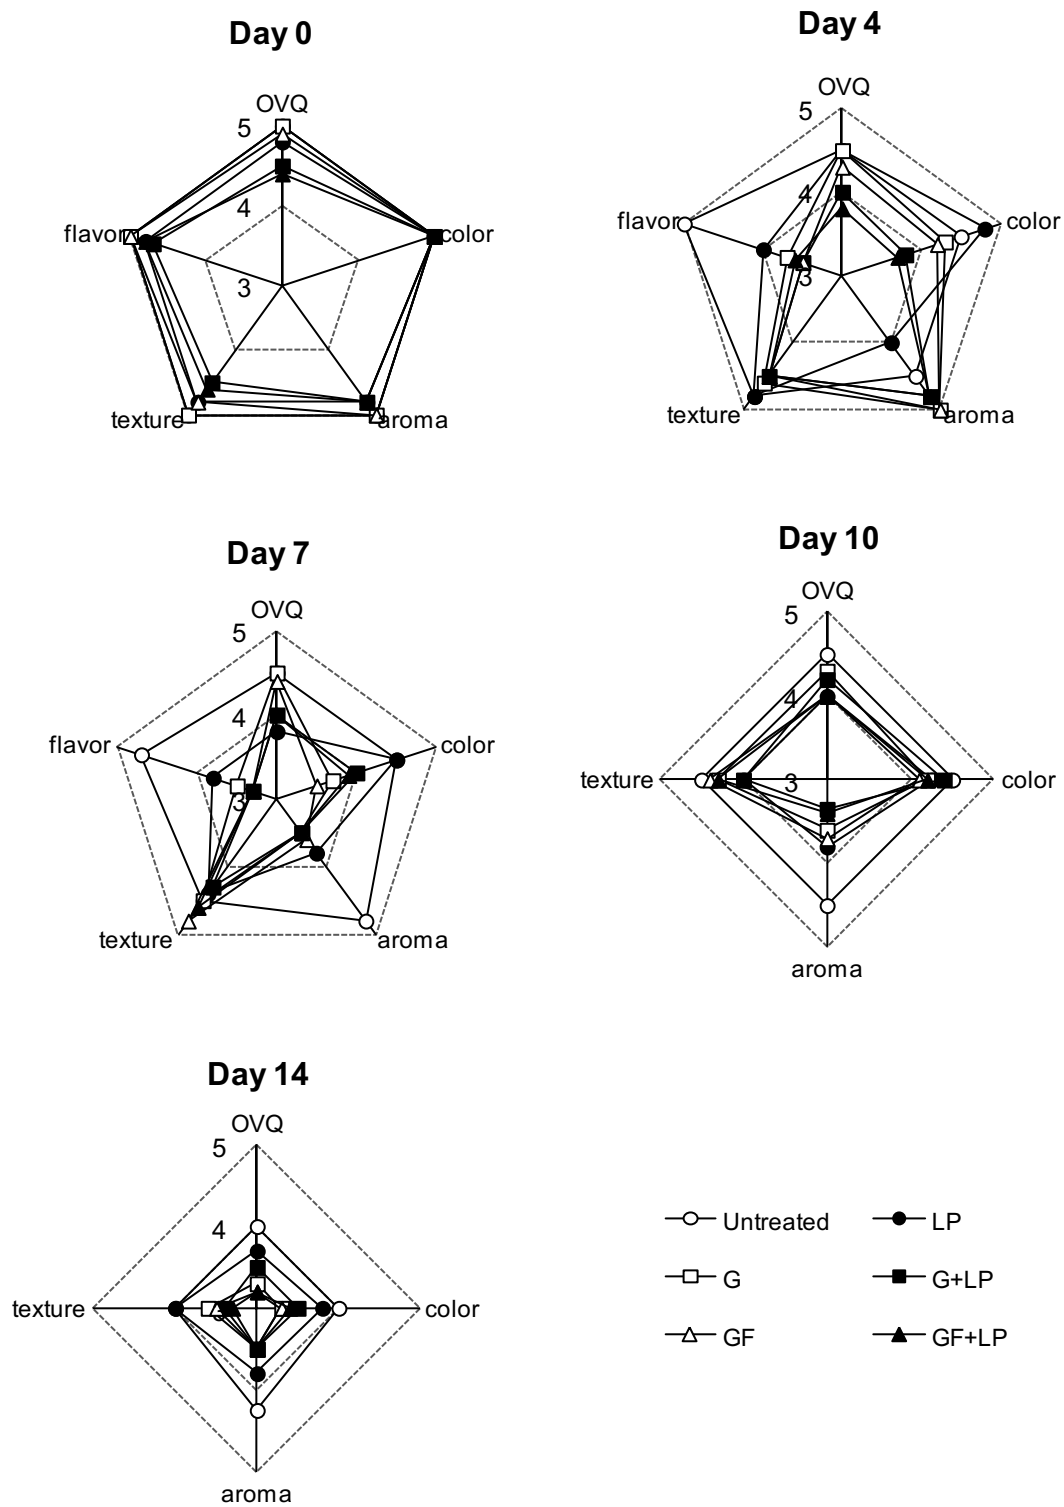 Day 0
OVQ
5
4
flavor
color
3
texture
aroma
Day 4
OVQ
5
4
flavor
color
3
texture
aroma
Day 7
OVQ
5
4
flavor
color
3
texture
aroma
Day 10
OVQ
5
4
texture
3
color
aroma
Day 14
OVQ
5
4
texture
3
color
aroma
Untreated
LP
G
G+LP
GF
GF+LP